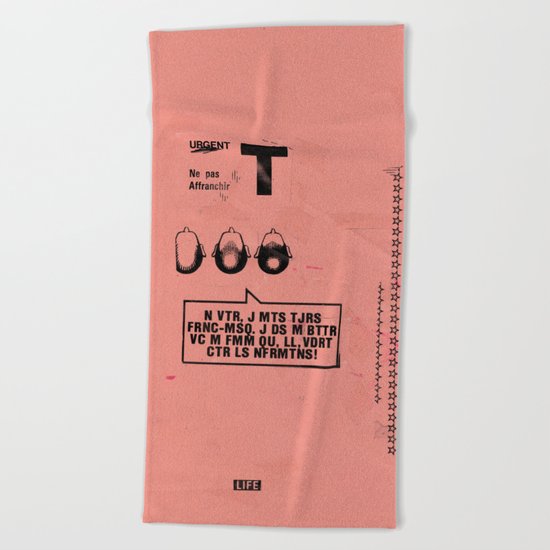 URGENT
T
Ne pas
Affranchir
N VTR, J MTS TJRS
FRNC-MSQ. J DS M BTTR
VC M FMM QU, LL, VDRT
CTR LS NFRMTNS!
LIFE